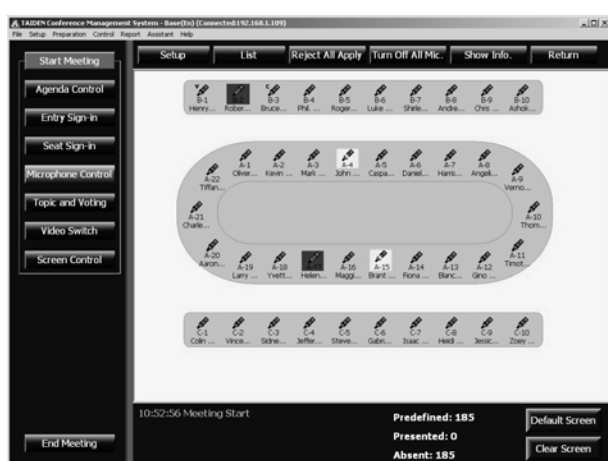 TAIDEN Conference Management System - Base(En) (Connected:192.168.1.109)
File Setup Preparation Control Report Assistant Help
Start Meeting
Agenda Control
Entry Sign-in
Seat Sign-in
Microphone Control
Topic and Voting
Video Switch
Screen Control
End Meeting
Setup List Reject All Apply Turn Off All Mic. Show Info. Return
V C
B-1 B-2 B-3 B-4 B-5 B-6 B-7 B-8 B-9 B-10
Henry... Rober... Bruce... Phil. ... Roger... Luke ... Shirle... Andre... Chris ... Ashok...
A-1 A-2 A-3 A-4 A-5 A-6 A-7 A-8
Oliver... Kevin ... Mark ... John ... Caspa... Daniel... Harris... Angeli...
A-22 A-9
Tiffan... Verno...
A-21 A-10
Charle... Thom...
A-20 A-11
Aaron... Timot...
A-19 A-18 A-16 A-15 A-14 A-13 A-12
Larry ... Yvett... Helen... Maggi... Brant ... Fiona ... Blanc... Gino ...
C-1 C-2 C-3 C-4 C-5 C-6 C-7 C-8 C-9 C-10
Colin ... Vince... Sidne... Jeffer... Steve... Gabri... Isaac ... Heidi ... Jessic... Zoey ...
10:52:56 Meeting Start
Predefined: 185
Presented: 0
Absent: 185
Default Screen
Clear Screen